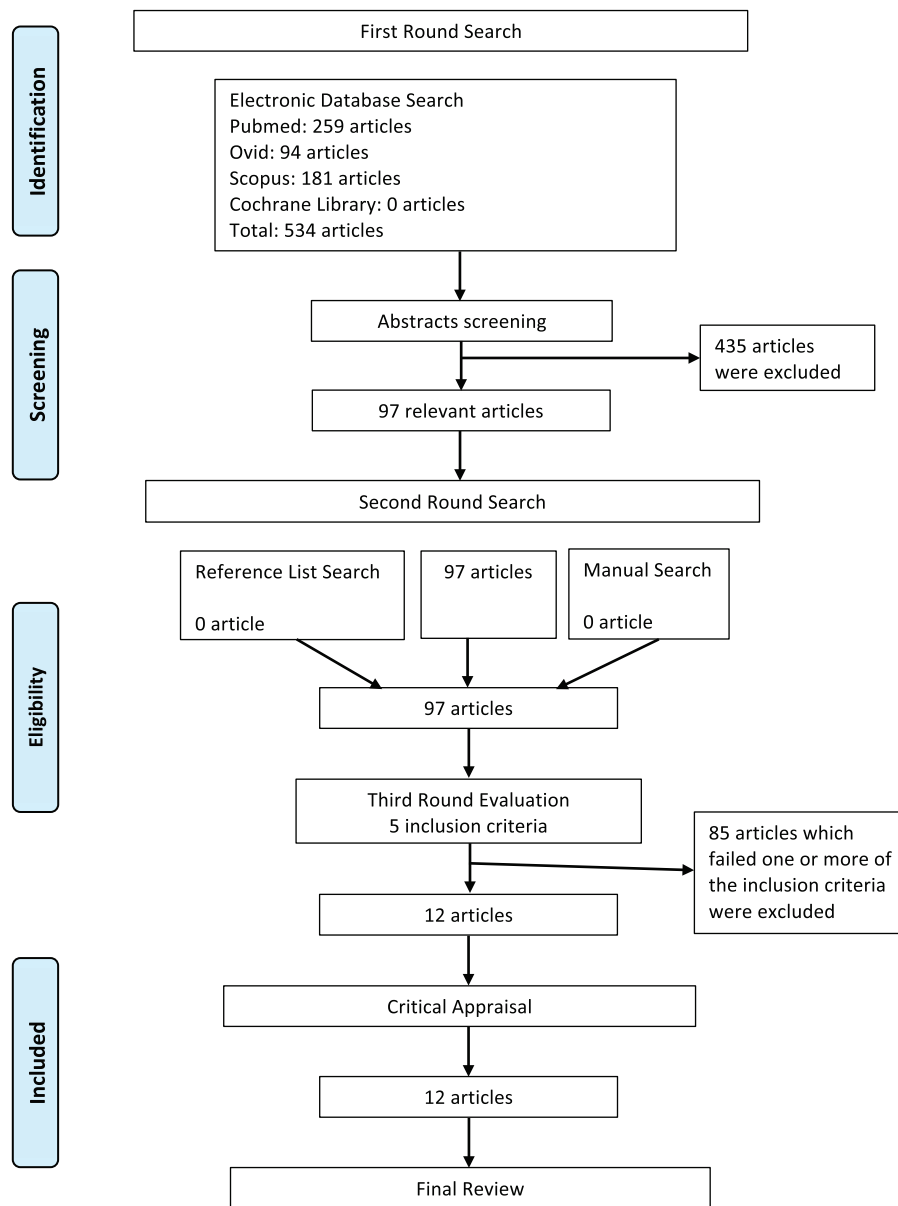 First Round Search
Identification
Electronic Database Search
Pubmed: 259 articles
Ovid: 94 articles
Scopus: 181 articles
Cochrane Library: 0 articles
Total: 534 articles
Screening
Abstracts screening
435 articles
were excluded
97 relevant articles
Second Round Search
Eligibility
Reference List Search
0 article
97 articles
Manual Search
0 article
97 articles
Third Round Evaluation
5 inclusion criteria
85 articles which
failed one or more of
the inclusion criteria
were excluded
12 articles
Included
Critical Appraisal
12 articles
Final Review